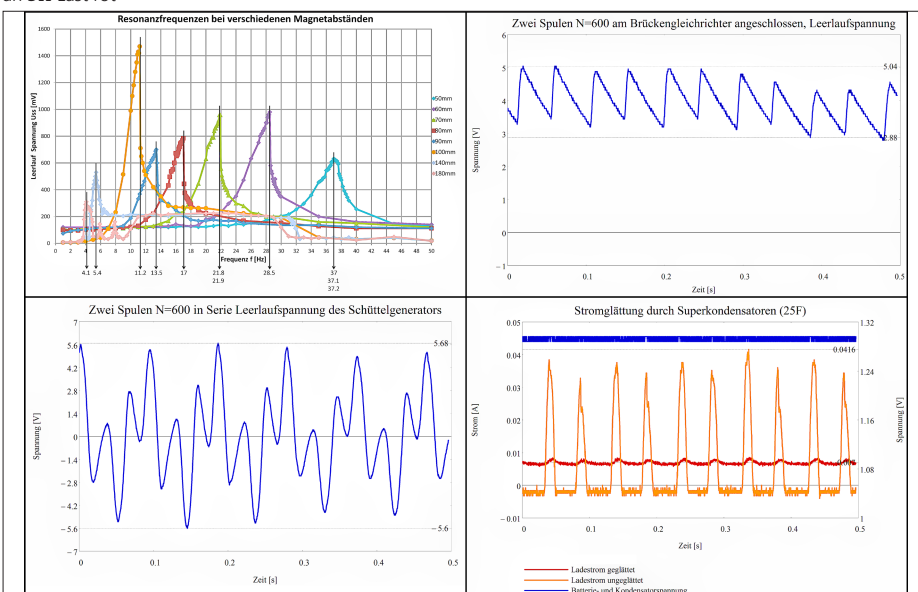 Resonanzfrequenzen bei verschiedenen Magnetabständen
1600
1400
1200
1000
800
600
400
200
0
Leerlauf Spannung Uss [mV]
0 2 4 6 8 10 12 14 16 18 20 22 24 26 28 30 32 34 36 38 40 42 44 46 48 50
Frequenz f [Hz]
4.1 5.4 11.2 13.5 17 21.8 28.5 37
21.9 37.1
37.2
50mm
60mm
70mm
80mm
90mm
100mm
140mm
180mm
Zwei Spulen N=600 am Brückengleichrichter angeschlossen, Leerlaufspannung
6
5
4
3
2
1
0
−1
Spannung [V]
5.04
2.88
0 0.1 0.2 0.3 0.4 0.5
Zeit [s]
Zwei Spulen N=600 in Serie Leerlaufspannung des Schüttelgenerators
7
5.6
4.2
2.8
1.4
0
−1.4
−2.8
−4.2
−5.6
−7
Spannung [V]
5.68
−5.6
0 0.1 0.2 0.3 0.4 0.5
Zeit [s]
Stromglättung durch Superkondensatoren (25F)
0.05
0.04
0.03
0.02
0.01
0
−0.01
Strom [A]
0.0416
1.32
1.24
1.16
1.08
1
Spannung [V]
0 0.1 0.2 0.3 0.4 0.5
Zeit [s]
Ladestrom geglättet
Ladestrom ungeglättet
Batterie- und Kondensatorspannung